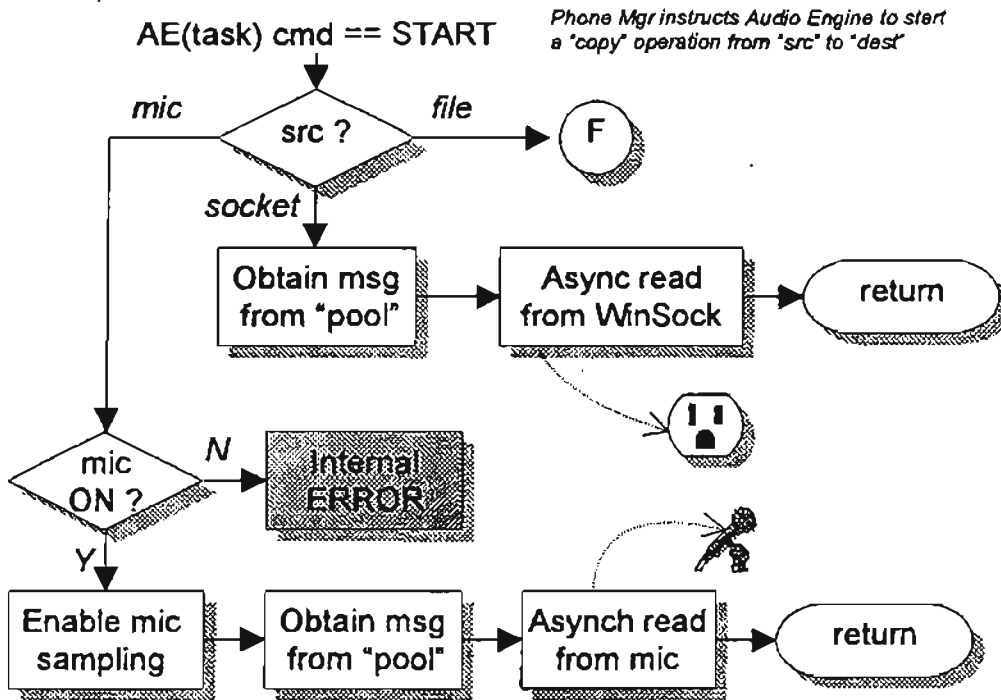 Phone Mgr instructs Audio Engine to start
a "copy" operation from "src" to "dest"
AE(task) cmd == START
mic
src ?
file
F
socket
Obtain msg
from "pool"
Async read
from WinSock
return
mic
ON ?
N
Internal
ERROR
Y
Enable mic
sampling
Obtain msg
from "pool"
Asynch read
from mic
return